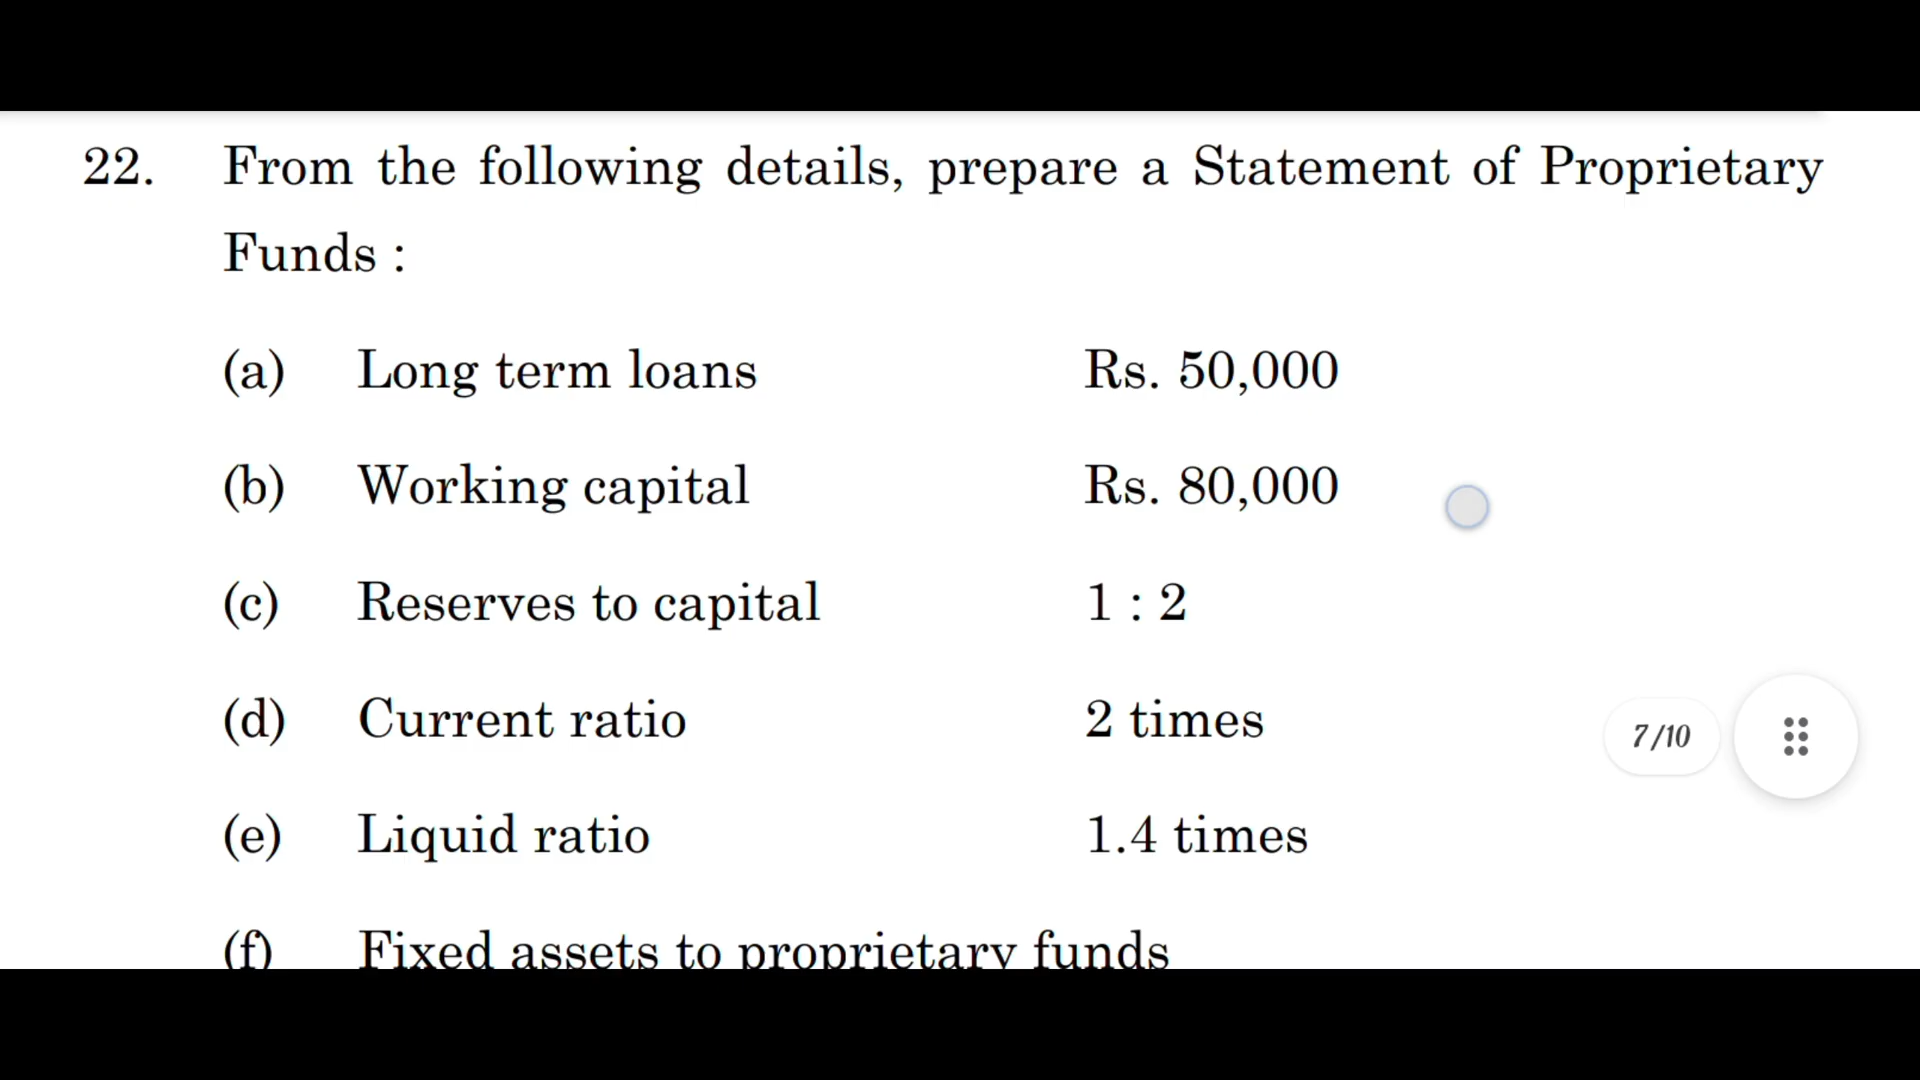 22. From the following details, prepare a Statement of Proprietary
Funds :
(a) Long term loans Rs. 50,000
(b) Working capital Rs. 80,000
(c) Reserves to capital 1 : 2
(d) Current ratio 2 times
7/10
(e) Liquid ratio 1.4 times
(f) Fixed assets to proprietary funds